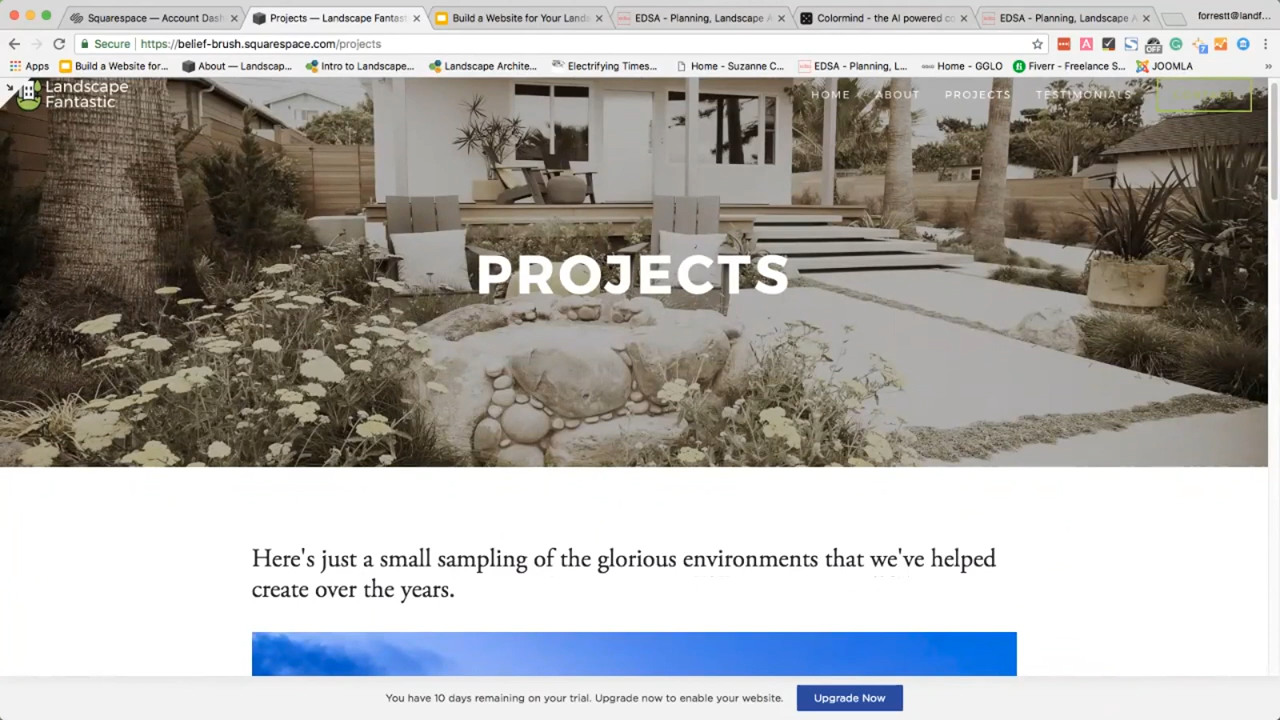 Squarespace — Account Dash
Projects — Landscape Fantast
Build a Website for Your Lands
EDSA - Planning, Landscape A
Colormind - the AI powered co
EDSA - Planning, Landscape A
forrestt@landf...
Secure
https://belief-brush.squarespace.com/projects
OFF
7
Apps
Build a Website for...
About — Landscap...
Intro to Landscape...
Landscape Archite...
Electrifying Times...
Home - Suzanne C...
EDSA - Planning, L...
Home - GGLO
Fiverr - Freelance S...
JOOMLA
»
Landscape
Fantastic
HOME
ABOUT
PROJECTS
TESTIMONIALS
PROJECTS
Here's just a small sampling of the glorious environments that we've helped
create over the years.
You have 10 days remaining on your trial. Upgrade now to enable your website.
Upgrade Now